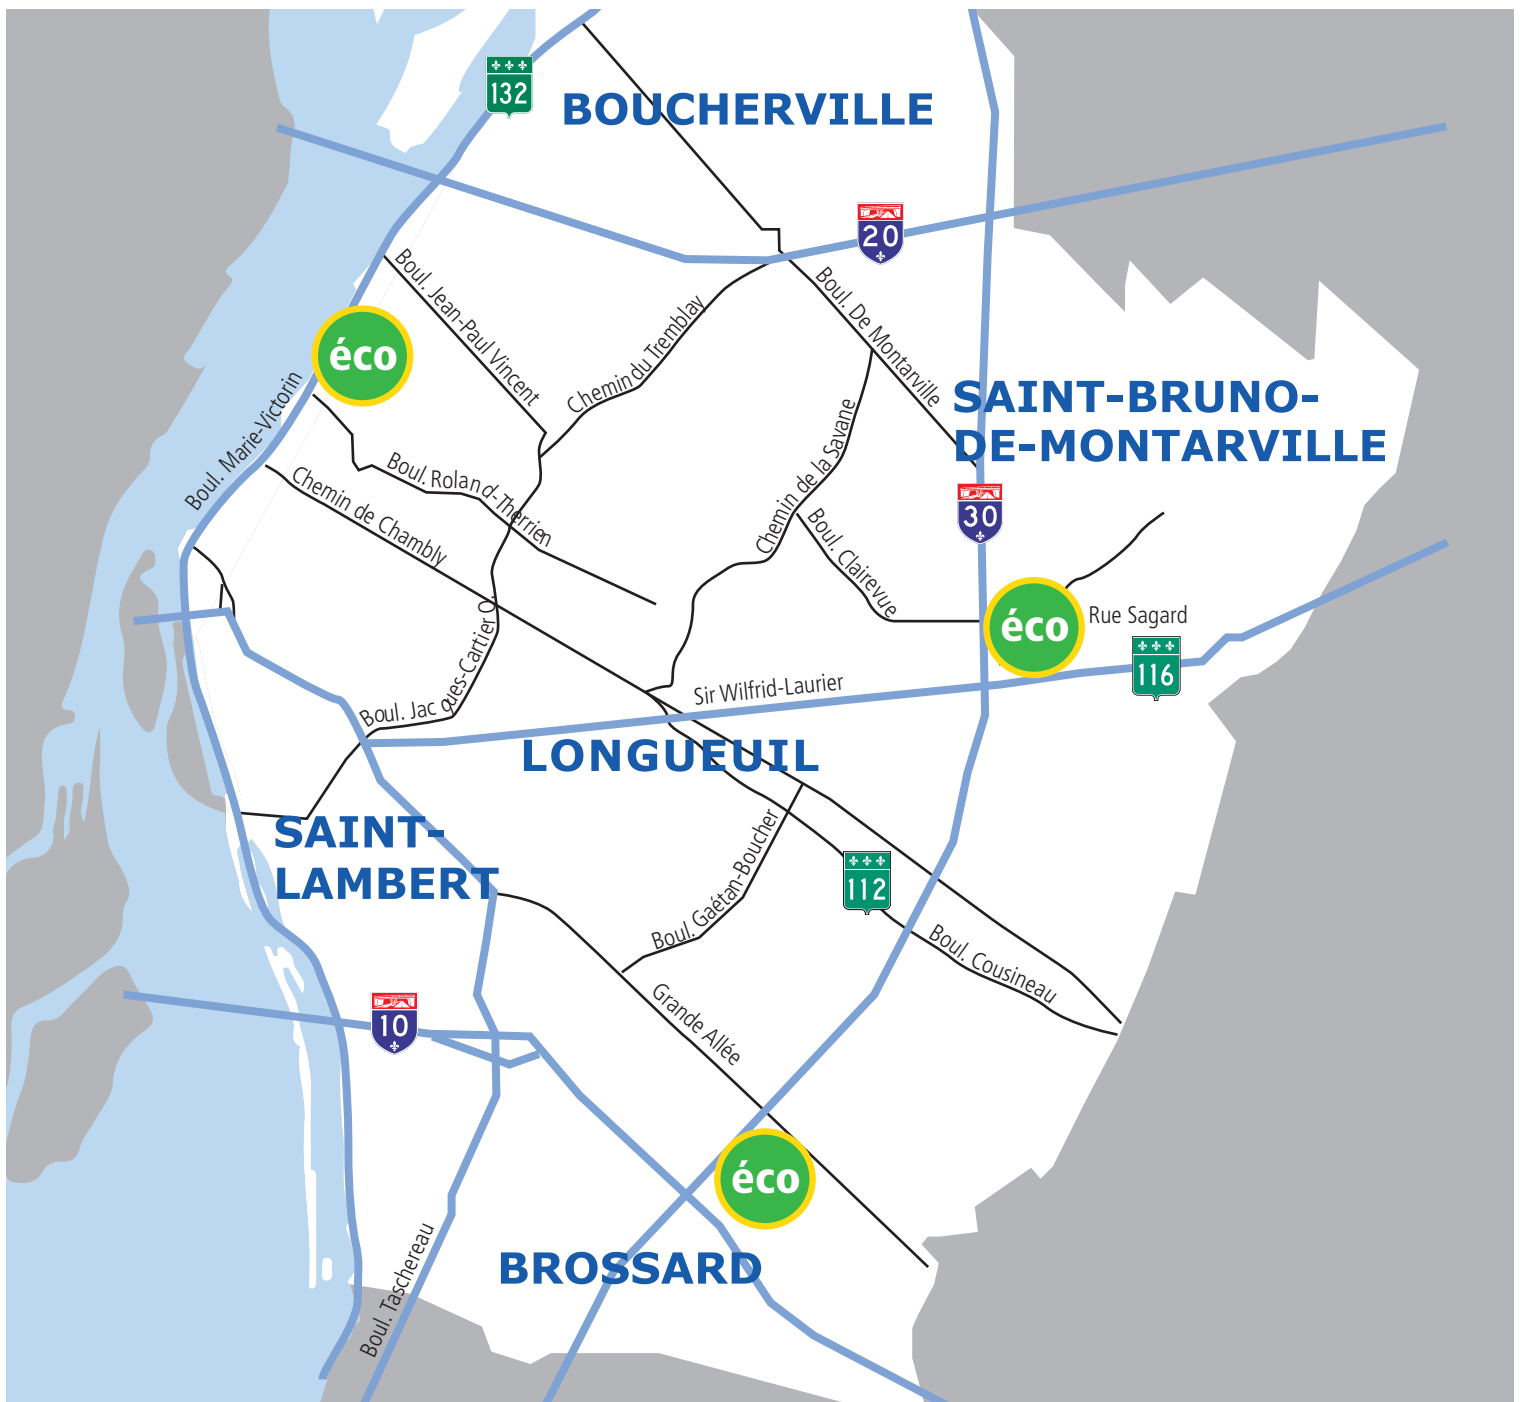 132
BOUCHERVILLE
20
Boul. Jean-Paul Vincent
Boul. De Montarville
Chemin du Tremblay
éco
Boul. Marie-Victorin
SAINT-BRUNO-
DE-MONTARVILLE
Chemin de la Savane
Boul. Roland-Therrien
Chemin de Chambly
30
Boul. Clairevue
éco
Rue Sagard
Boul. Jacques-Cartier O.
116
Sir Wilfrid-Laurier
LONGUEUIL
SAINT-
LAMBERT
Boul. Gaétan-Boucher
112
Boul. Cousineau
10
Grande Allée
éco
BROSSARD
Boul. Taschereau